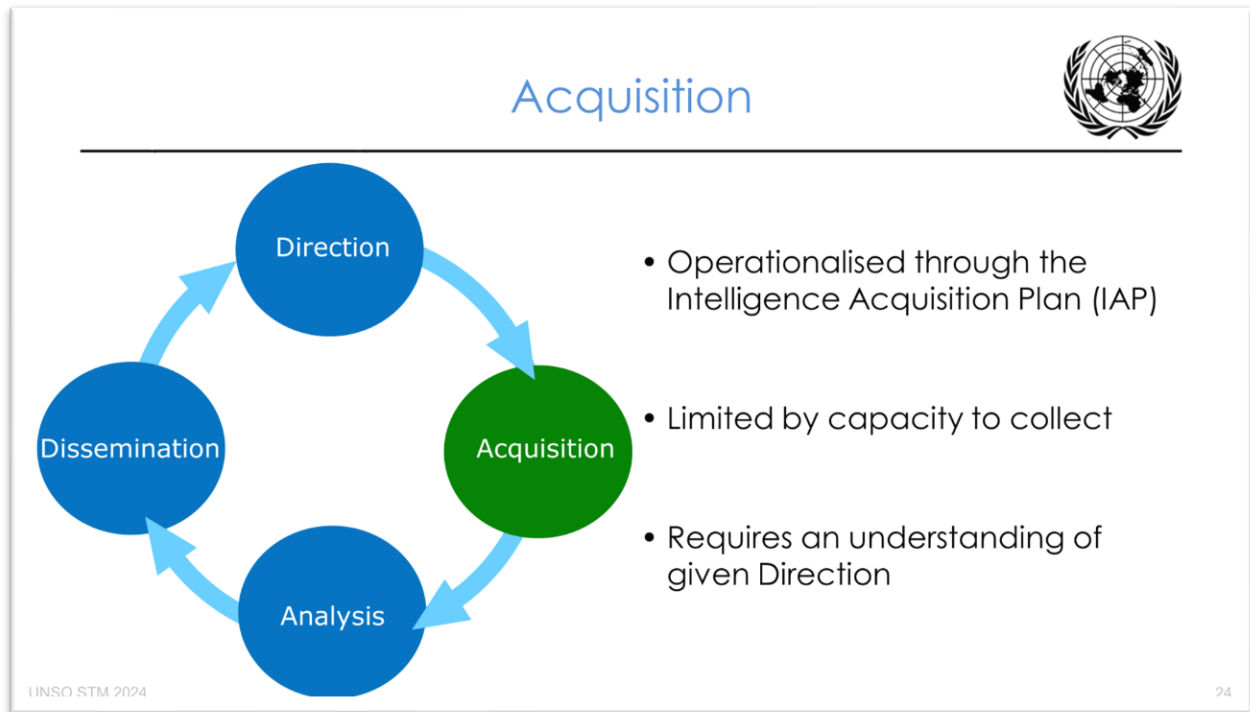 Acquisition
Direction
Dissemination
Acquisition
Analysis
• Operationalised through the
Intelligence Acquisition Plan (IAP)
• Limited by capacity to collect
• Requires an understanding of
given Direction
UNSO STM 2024
24